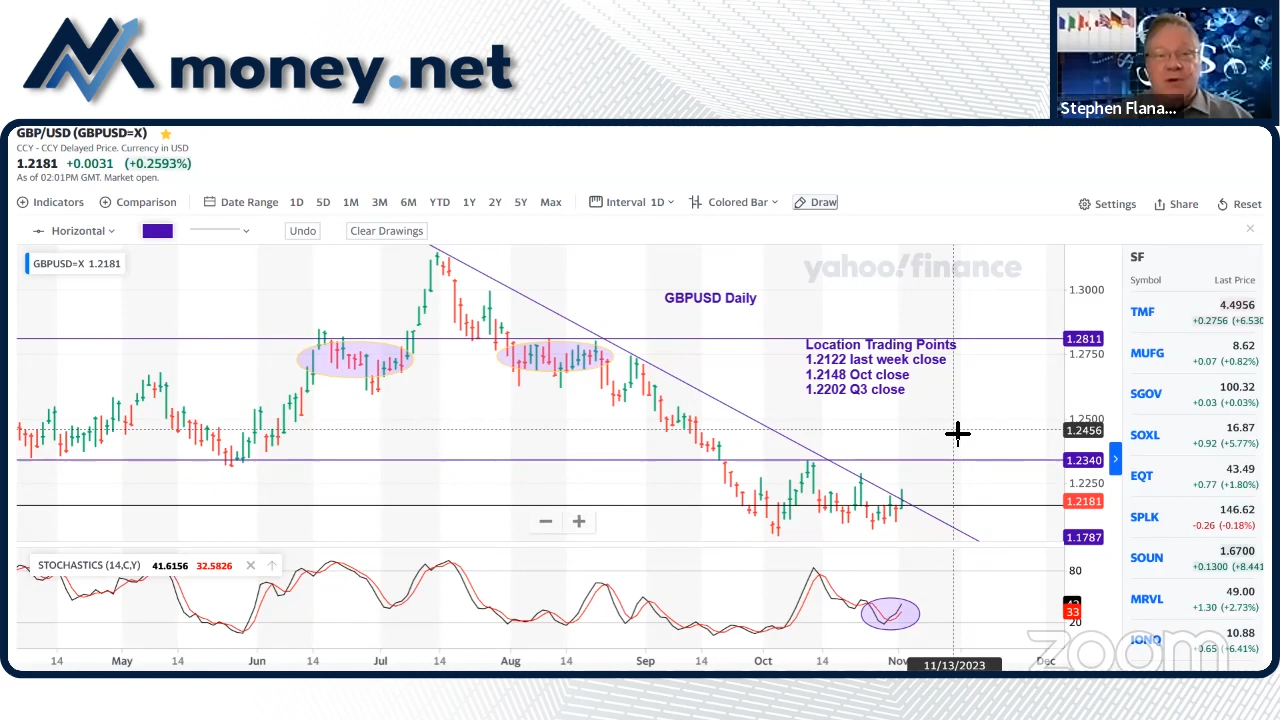 money.net
Stephen Flana...
GBP/USD (GBPUSD=X)
CCY - CCY Delayed Price. Currency in USD
1.2181 +0.0031 (+0.2593%)
As of 02:01PM GMT. Market open.
Indicators Comparison Date Range 1D 5D 1M 3M 6M YTD 1Y 2Y 5Y Max Interval 1D Colored Bar Draw Settings Share Reset
Horizontal Undo Clear Drawings
GBPUSD=X 1.2181
yahoo!finance
GBPUSD Daily
Location Trading Points
1.2122 last week close
1.2148 Oct close
1.2202 Q3 close
1.3000
1.2811
1.2750
1.2500
1.2456
1.2340
1.2250
1.2181
1.1787
STOCHASTICS (14,C,Y) 41.6156 32.5826
80
33
20
14 May 14 Jun 14 Jul 14 Aug 14 Sep 14 Oct 14 Nov Dec
11/13/2023
SF
Symbol Last Price
TMF 4.4956
+0.2756
MUFG 8.62
+0.07 (+0.82%)
SGOV 100.32
+0.03 (+0.03%)
SOXL 16.87
+0.92 (+5.77%)
EQT 43.49
+0.77 (+1.80%)
SPLK 146.62
-0.26 (-0.18%)
SOUN 1.6700
+0.1300
MRVL 49.00
+1.30 (+2.73%)
IONQ 10.88
+0.65 (+6.41%)
zoom